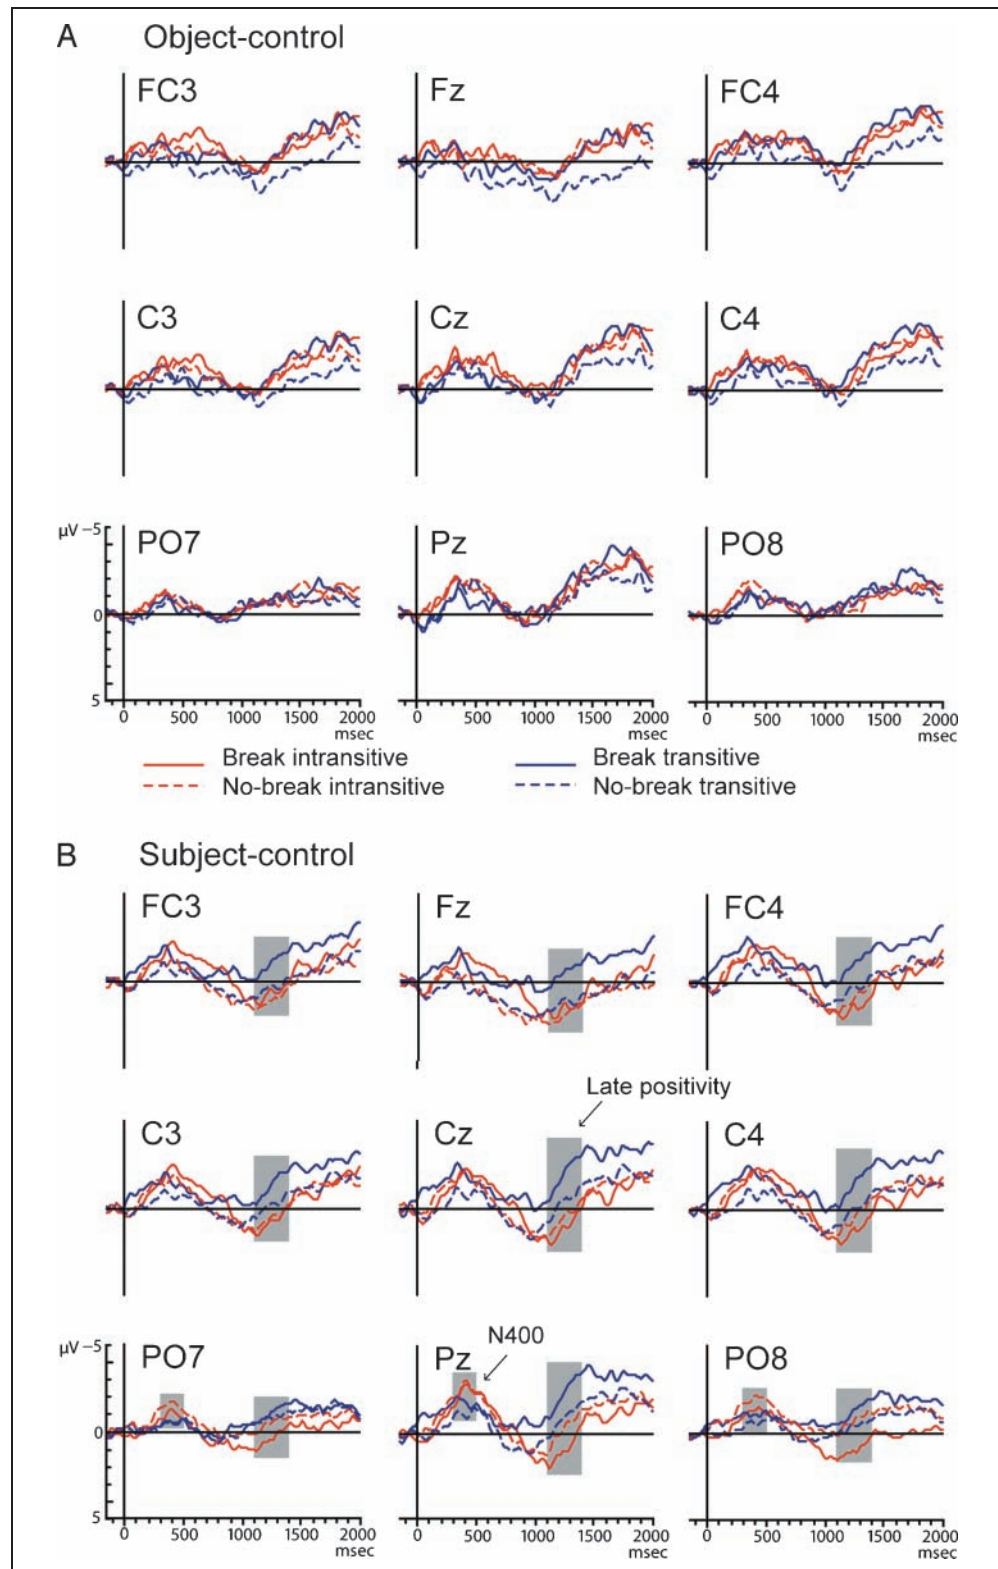 A Object-control
FC3 Fz FC4
C3 Cz C4
µV −5 PO7 Pz PO8
0
5
0 500 1000 1500 2000 0 500 1000 1500 2000 0 500 1000 1500 2000
msec msec msec
Break intransitive Break transitive
No-break intransitive No-break transitive
B Subject-control
FC3 Fz FC4
Late positivity
C3 Cz C4
N400
µV −5 PO7 Pz PO8
0
5
0 500 1000 1500 2000 0 500 1000 1500 2000 0 500 1000 1500 2000
msec msec msec